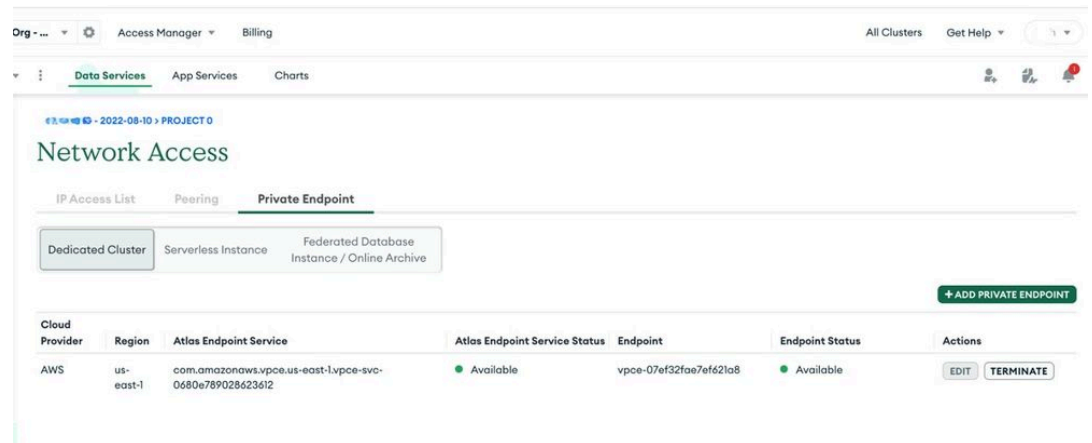 Org - ... Access Manager Billing All Clusters Get Help
Data Services App Services Charts
- 2022-08-10 > PROJECT 0
Network Access
IP Access List Peering Private Endpoint
Dedicated Cluster Serverless Instance Federated Database
Instance / Online Archive
+ ADD PRIVATE ENDPOINT
Cloud
Provider Region Atlas Endpoint Service Atlas Endpoint Service Status Endpoint Endpoint Status Actions
AWS us- com.amazonaws.vpce.us-east-1.vpce-svc- Available vpce-07ef32fae7ef621a8 Available EDIT TERMINATE
east-1 0680e789028623612